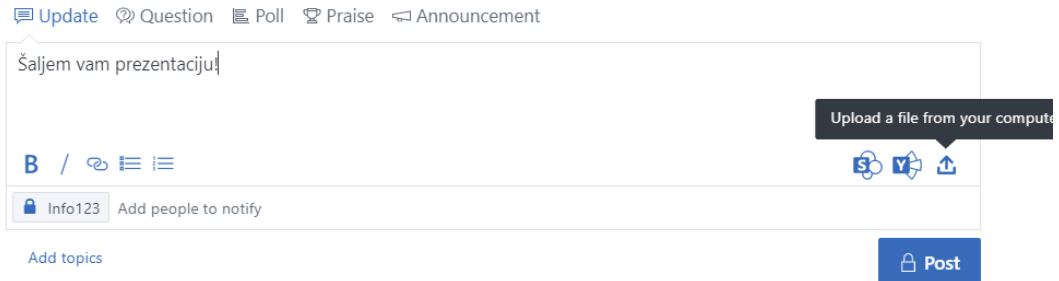 Update Question Poll Praise Announcement
Šaljem vam prezentaciju!
Upload a file from your compute
B I S Y
Info123 Add people to notify
Add topics Post